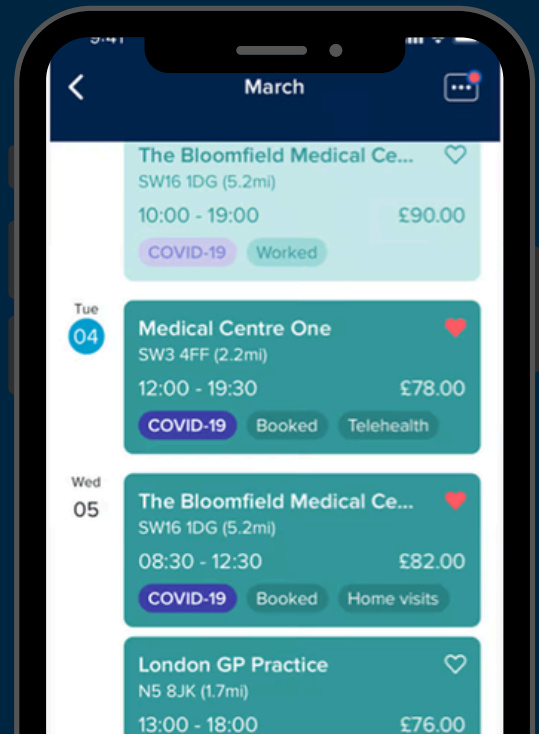 9:41
March
The Bloomfield Medical Ce...
SW16 1DG (5.2mi)
10:00 - 19:00 £90.00
COVID-19 Worked
Tue
04
Medical Centre One
SW3 4FF (2.2mi)
12:00 - 19:30 £78.00
COVID-19 Booked Telehealth
Wed
05
The Bloomfield Medical Ce...
SW16 1DG (5.2mi)
08:30 - 12:30 £82.00
COVID-19 Booked Home visits
London GP Practice
N5 8JK (1.7mi)
13:00 - 18:00 £76.00